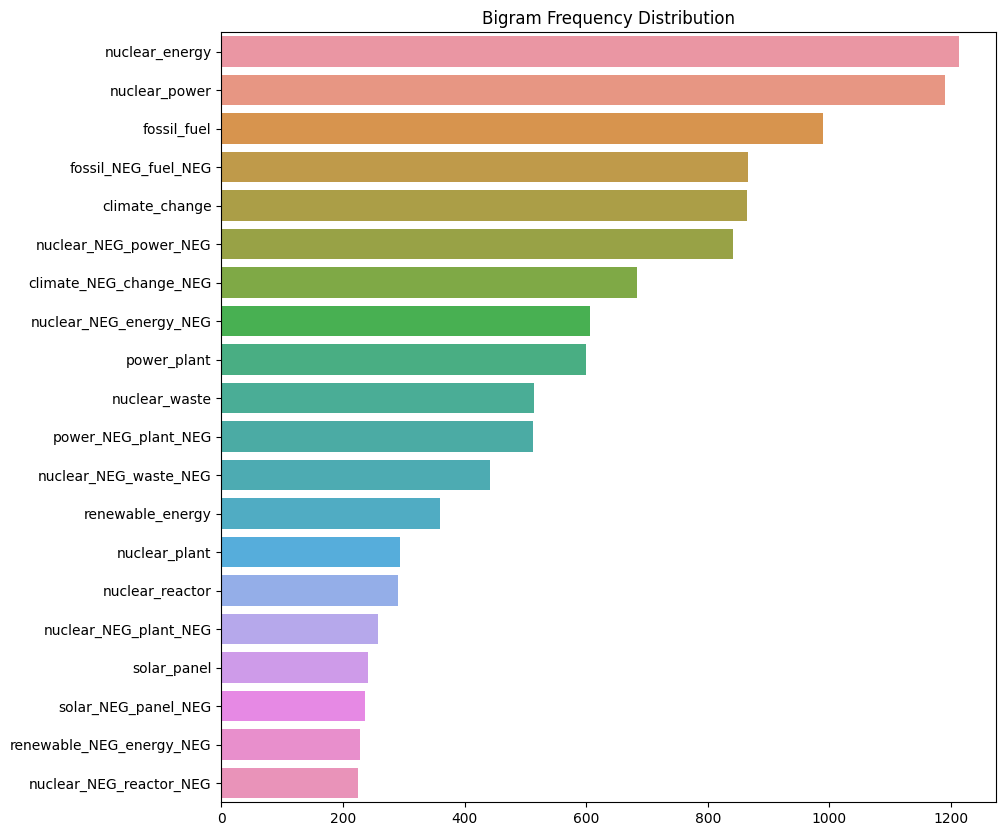 Bigram Frequency Distribution
nuclear_energy
nuclear_power
fossil_fuel
fossil_NEG_fuel_NEG
climate_change
nuclear_NEG_power_NEG
climate_NEG_change_NEG
nuclear_NEG_energy_NEG
power_plant
nuclear_waste
power_NEG_plant_NEG
nuclear_NEG_waste_NEG
renewable_energy
nuclear_plant
nuclear_reactor
nuclear_NEG_plant_NEG
solar_panel
solar_NEG_panel_NEG
renewable_NEG_energy_NEG
nuclear_NEG_reactor_NEG
0 200 400 600 800 1000 1200